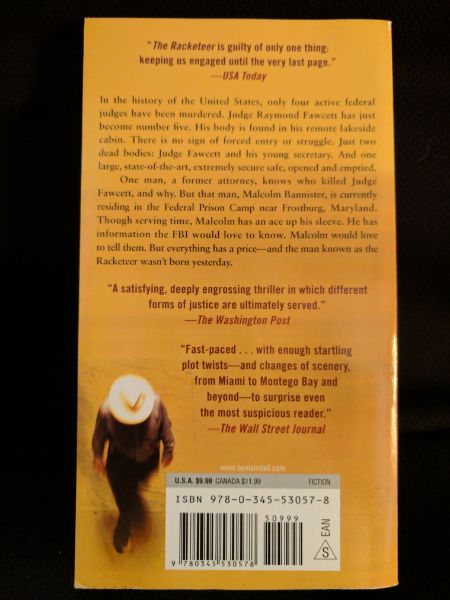 "The Racketeer is guilty of only one thing:
keeping us engaged until the very last page."
—USA Today
In the history of the United States, only four active federal
judges have been murdered. Judge Raymond Fawcett has just
become number five. His body is found in his remote lakeside
cabin. There is no sign of forced entry or struggle. Just two
dead bodies: Judge Fawcett and his young secretary. And one
large, state-of-the-art, extremely secure safe, opened and emptied.
One man, a former attorney, knows who killed Judge
Fawcett, and why. But that man, Malcolm Bannister, is currently
residing in the Federal Prison Camp near Frostburg, Maryland.
Though serving time, Malcolm has an ace up his sleeve. He has
information the FBI would love to know. Malcolm would love
to tell them. But everything has a price—and the man known as the
Racketeer wasn't born yesterday.
"A satisfying, deeply engrossing thriller in which different
forms of justice are ultimately served."
—The Washington Post
"Fast-paced . . . with enough startling
plot twists—and changes of scenery,
from Miami to Montego Bay and
beyond—to surprise even
the most suspicious reader."
—The Wall Street Journal
www.bantamdell.com
U.S.A. $9.99 CANADA $11.99 FICTION
ISBN 978-0-345-53057-8
50999
9 780345 530578
S EAN